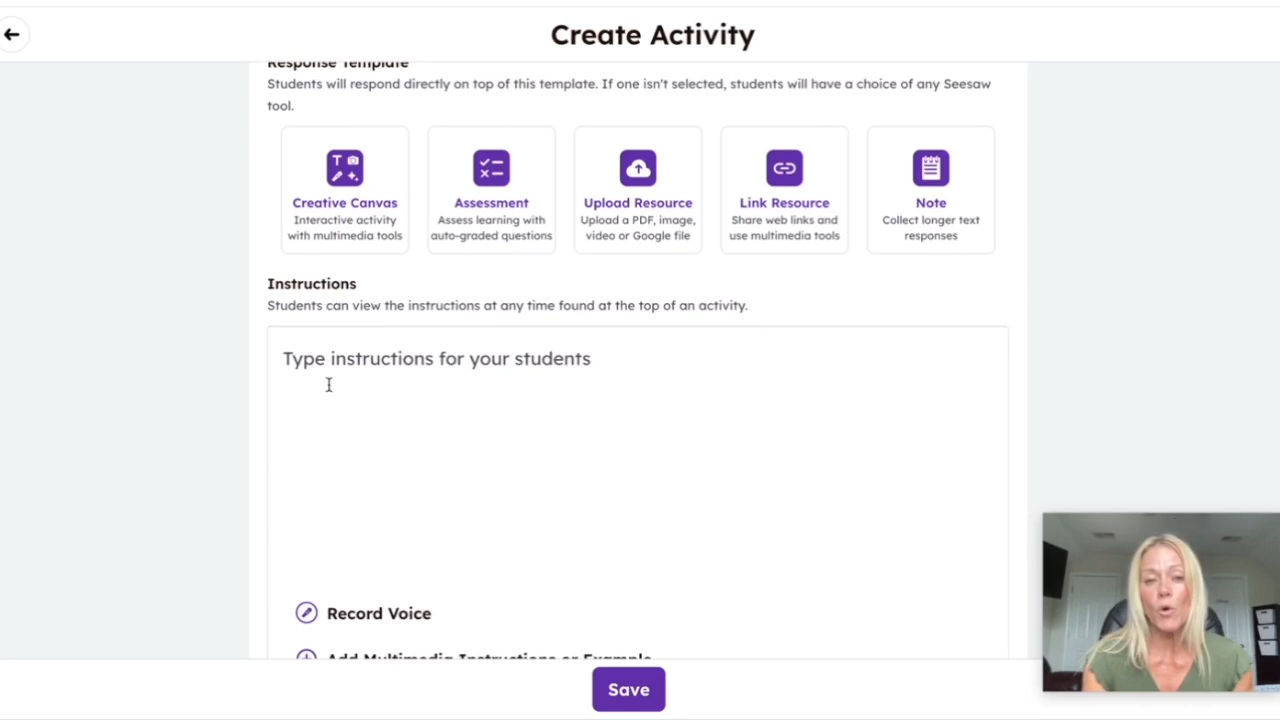 Create Activity
Response Template
Students will respond directly on top of this template. If one isn't selected, students will have a choice of any Seesaw
tool.
Creative Canvas
Interactive activity
with multimedia tools
Assessment
Assess learning with
auto-graded questions
Upload Resource
Upload a PDF, image,
video or Google file
Link Resource
Share web links and
use multimedia tools
Note
Collect longer text
responses
Instructions
Students can view the instructions at any time found at the top of an activity.
Type instructions for your students
Record Voice
Add Multimedia Instructions or Example
Save